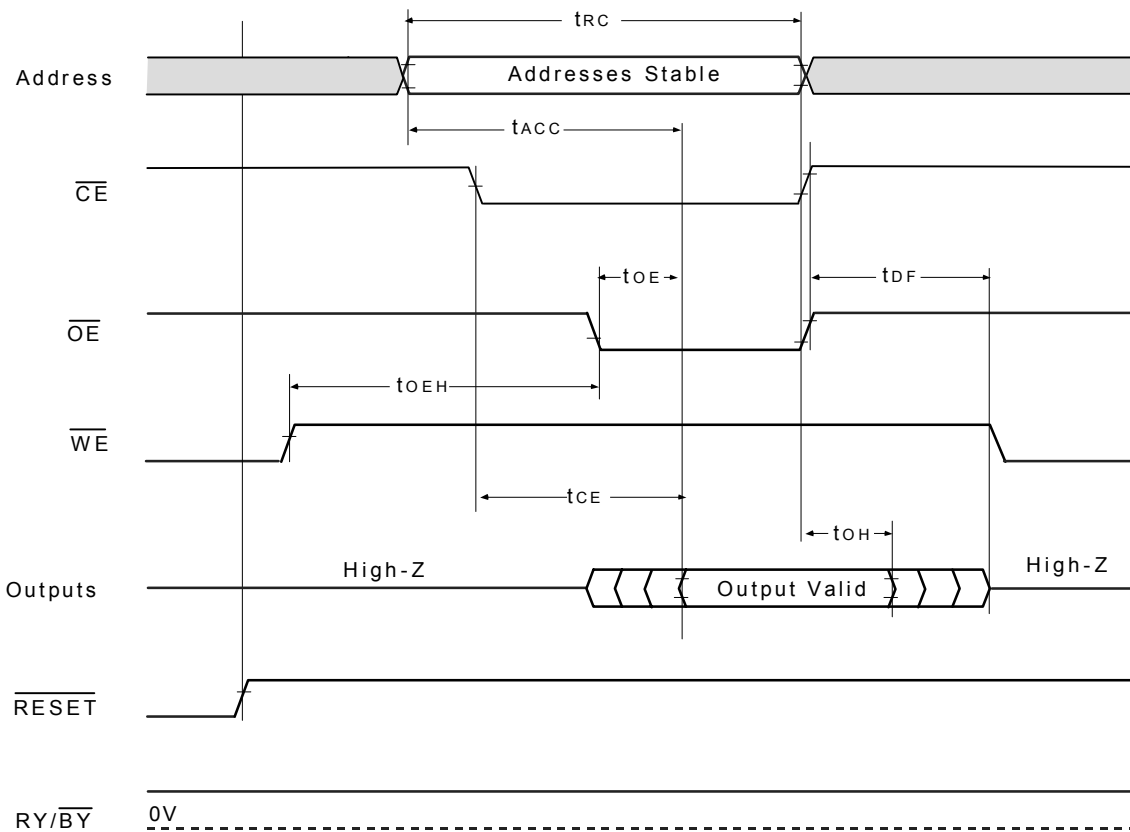 tRC
Address
Addresses Stable
tACC
CE
tOE
tDF
OE
tOEH
WE
tCE
tOH
High-Z
High-Z
Outputs
Output Valid
RESET
0V
RY/BY